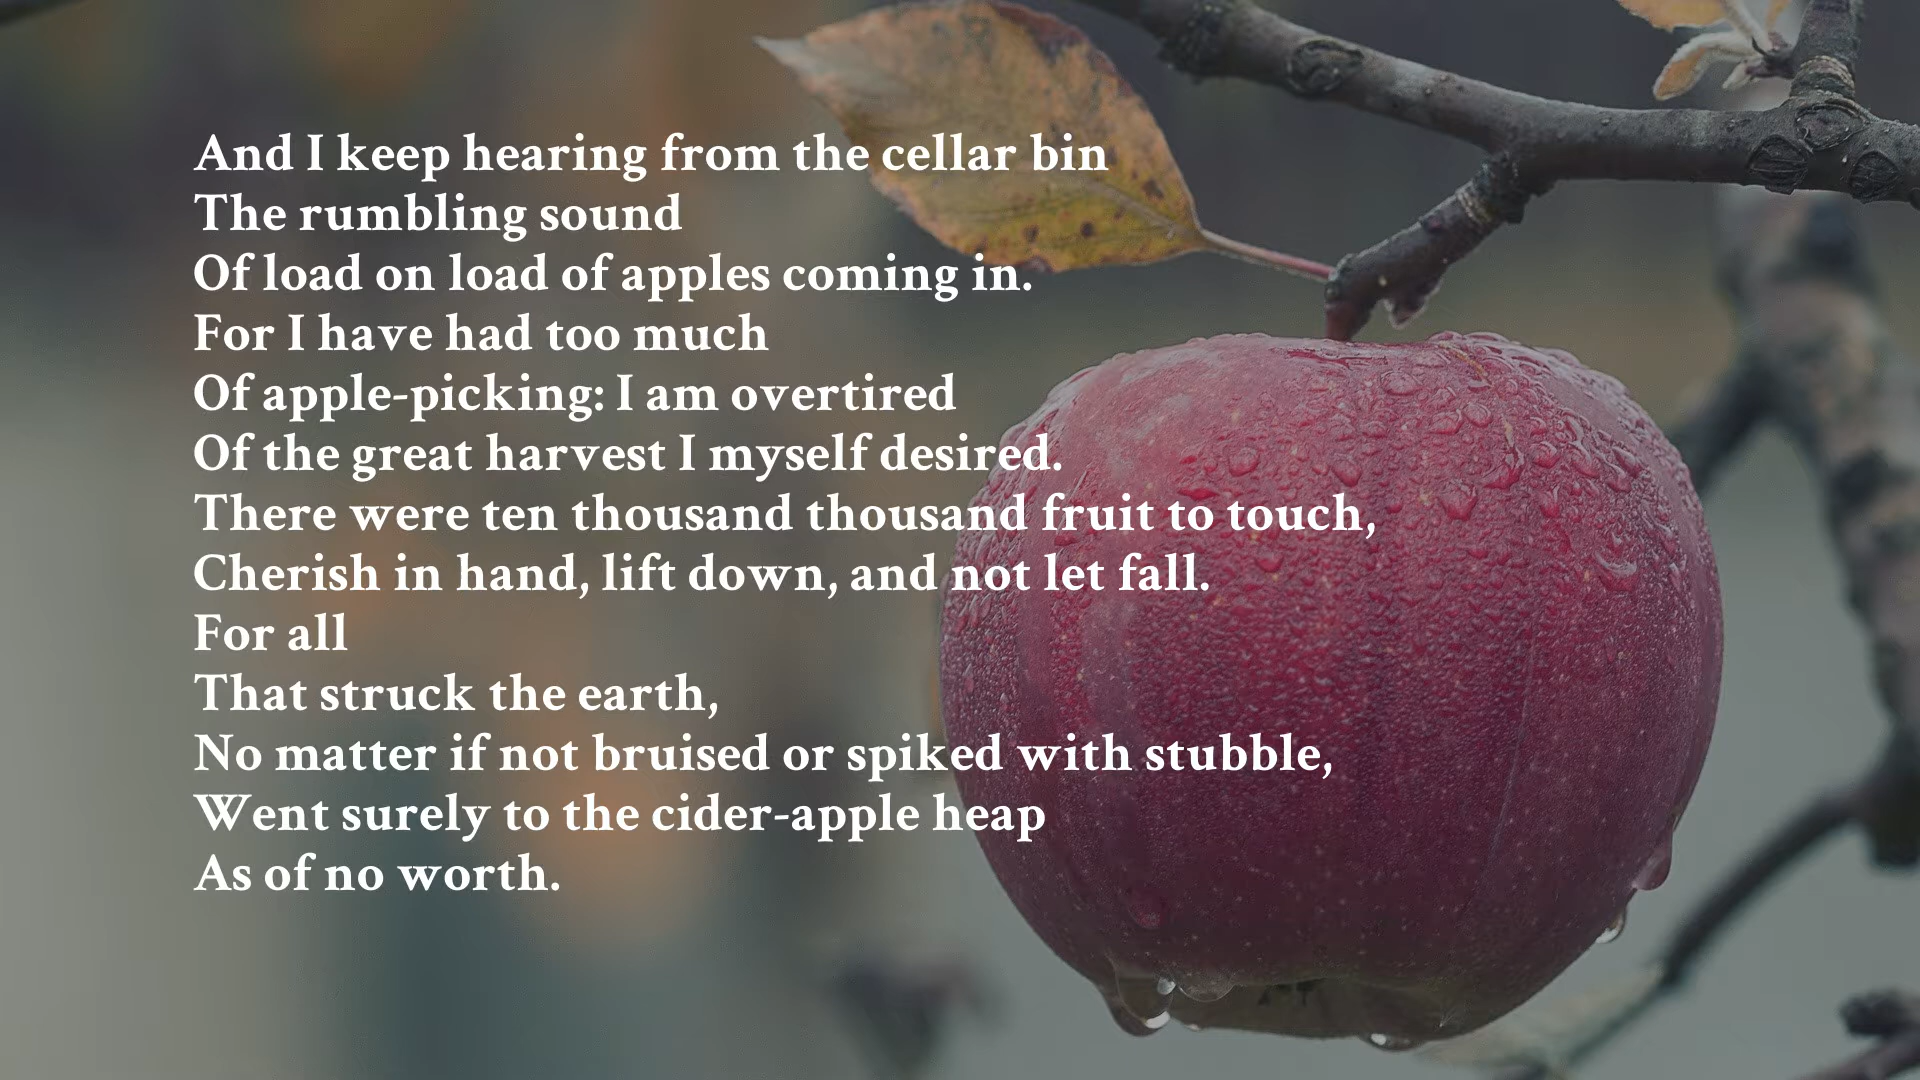 And I keep hearing from the cellar bin
The rumbling sound
Of load on load of apples coming in.
For I have had too much
Of apple-picking: I am overtired
Of the great harvest I myself desired.
There were ten thousand thousand fruit to touch,
Cherish in hand, lift down, and not let fall.
For all
That struck the earth,
No matter if not bruised or spiked with stubble,
Went surely to the cider-apple heap
As of no worth.